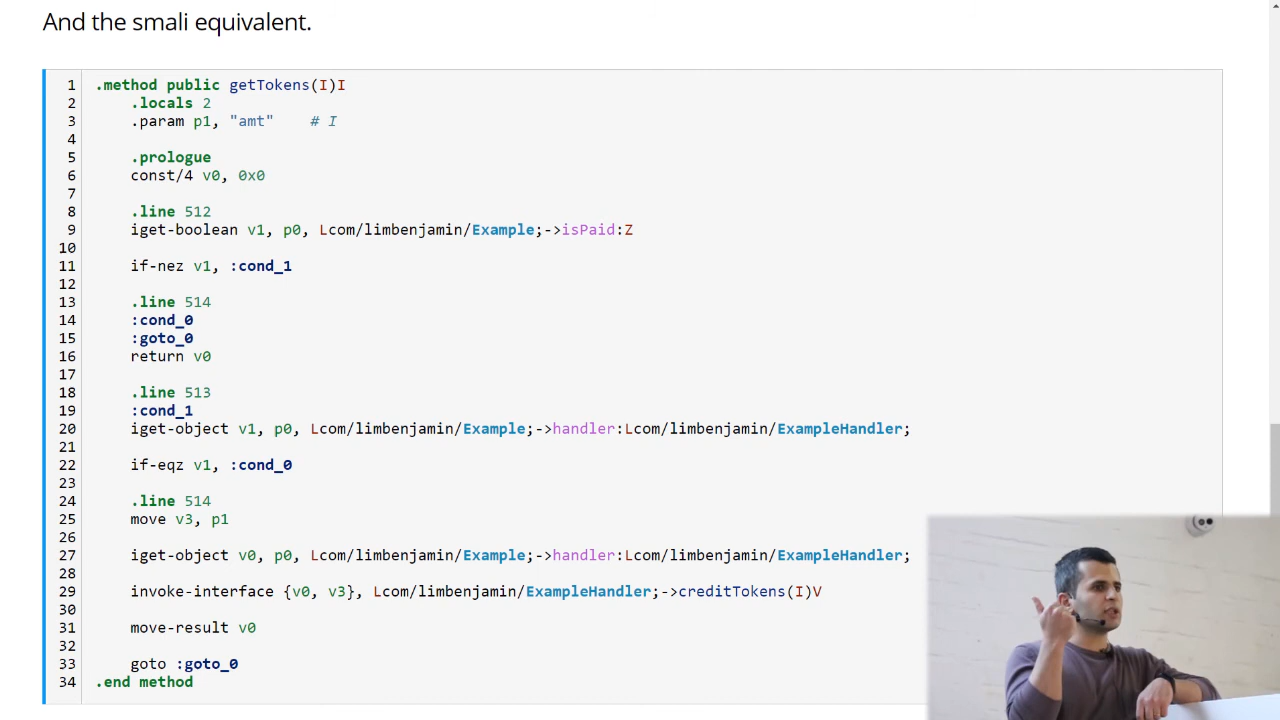 And the smali equivalent.
1 .method public getTokens(I)I
2 .locals 2
3 .param p1, "amt" # I
4
5 .prologue
6 const/4 v0, 0x0
7
8 .line 512
9 iget-boolean v1, p0, Lcom/limbenjamin/Example;->isPaid:Z
10
11 if-nez v1, :cond_1
12
13 .line 514
14 :cond_0
15 :goto_0
16 return v0
17
18 .line 513
19 :cond_1
20 iget-object v1, p0, Lcom/limbenjamin/Example;->handler:Lcom/limbenjamin/ExampleHandler;
21
22 if-eqz v1, :cond_0
23
24 .line 514
25 move v3, p1
26
27 iget-object v0, p0, Lcom/limbenjamin/Example;->handler:Lcom/limbenjamin/ExampleHandler;
28
29 invoke-interface {v0, v3}, Lcom/limbenjamin/ExampleHandler;->creditTokens(I)V
30
31 move-result v0
32
33 goto :goto_0
34 .end method